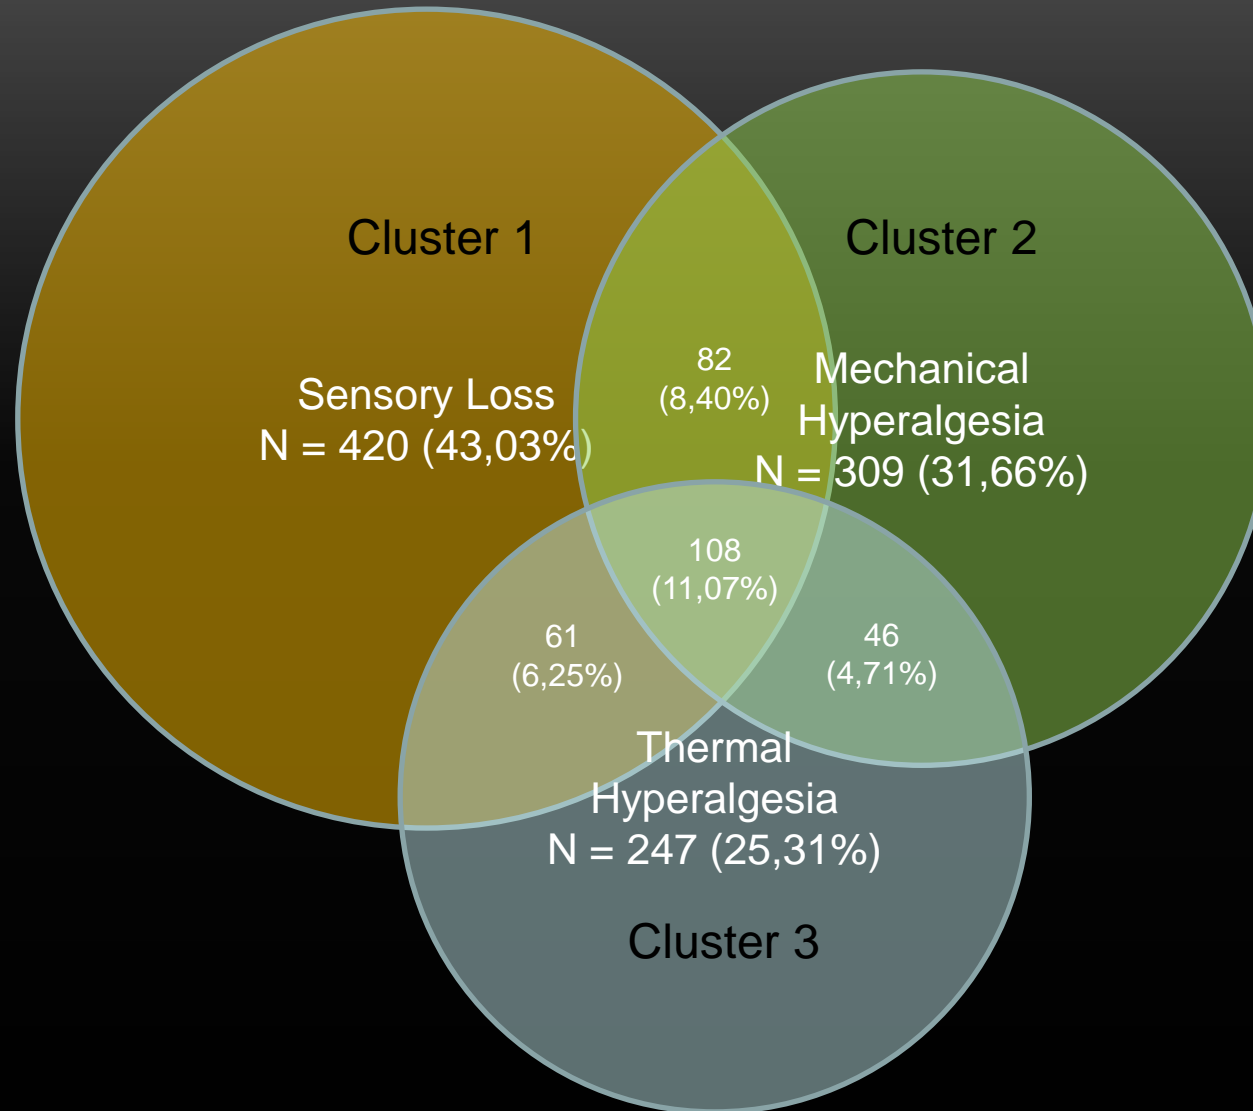 Cluster 1
Sensory Loss
N = 420 (43,03%)
Cluster 2
Mechanical
Hyperalgesia
N = 309 (31,66%)
82
(8,40%)
108
(11,07%)
61
(6,25%)
46
(4,71%)
Thermal
Hyperalgesia
N = 247 (25,31%)
Cluster 3